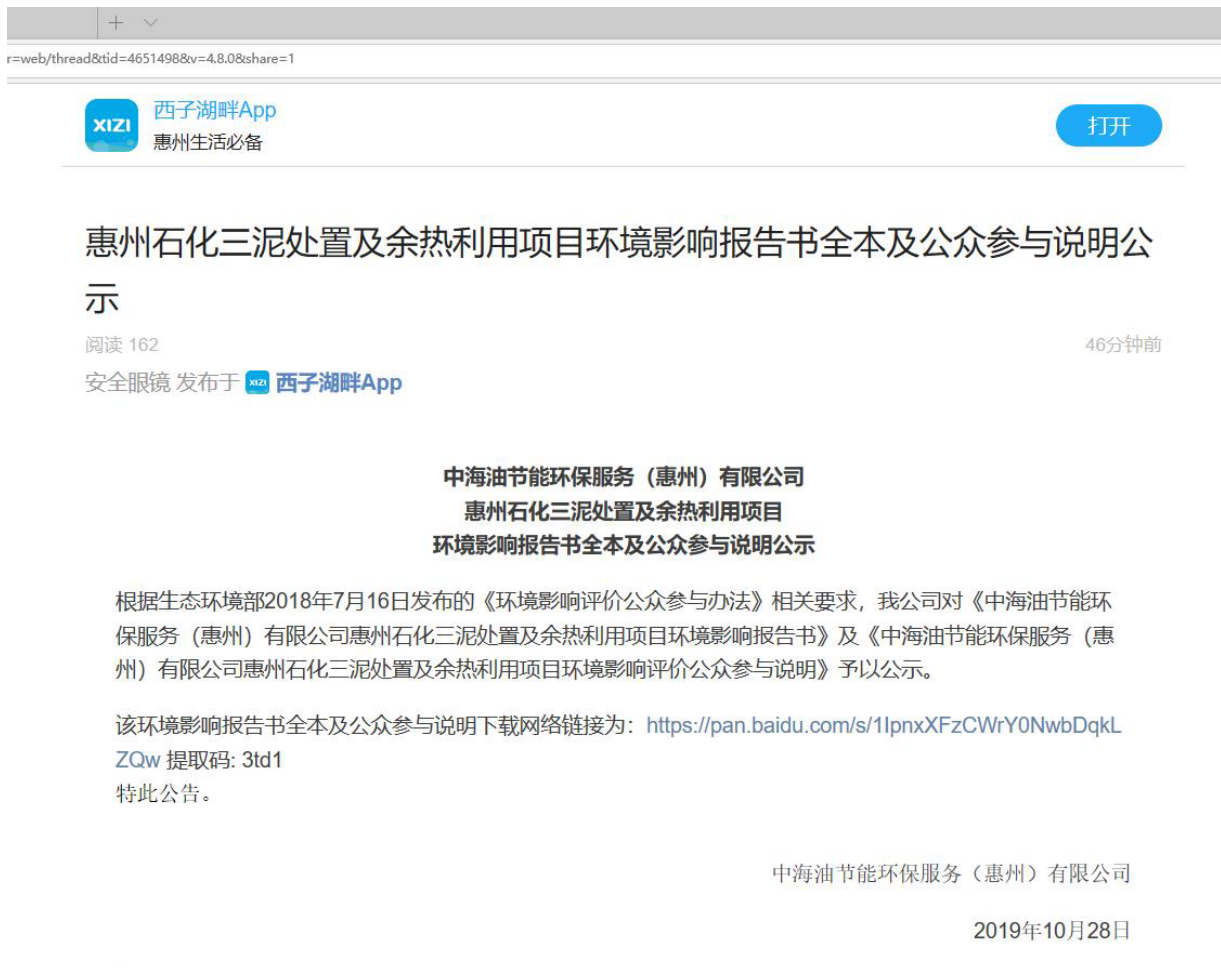 r=web/thread&tid=4651498&v=4.8.0&share=1
XIZI
西子湖畔App
惠州生活必备
打开
惠州石化三泥处置及余热利用项目环境影响报告书全本及公众参与说明公
示
阅读 162
46分钟前
安全眼镜 发布于 XIZI 西子湖畔App
中海油节能环保服务（惠州）有限公司
惠州石化三泥处置及余热利用项目
环境影响报告书全本及公众参与说明公示
根据生态环境部2018年7月16日发布的《环境影响评价公众参与办法》相关要求，我公司对《中海油节能环
保服务（惠州）有限公司惠州石化三泥处置及余热利用项目环境影响报告书》及《中海油节能环保服务（惠
州）有限公司惠州石化三泥处置及余热利用项目环境影响评价公众参与说明》予以公示。
该环境影响报告书全本及公众参与说明下载网络链接为：https://pan.baidu.com/s/1IpnxXFzCWrY0NwbDqkL
ZQw 提取码: 3td1
特此公告。
中海油节能环保服务（惠州）有限公司
2019年10月28日